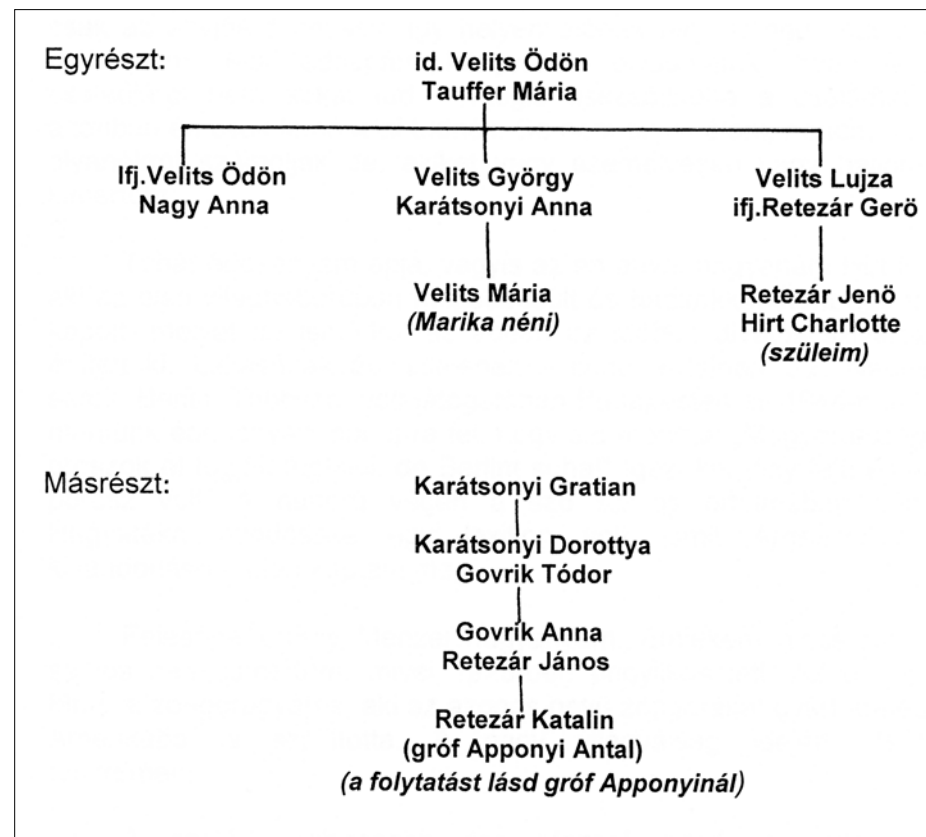 Egyrészt:
id. Velits Ödön
Tauffer Mária
Ifj.Velits Ödön
Nagy Anna
Velits György
Karátsonyi Anna
Velits Lujza
ifj.Retezár Gerö
Velits Mária
(Marika néni)
Retezár Jenö
Hirt Charlotte
(szüleim)
Másrészt:
Karátsonyi Gratian
Karátsonyi Dorottya
Govrik Tódor
Govrik Anna
Retezár János
Retezár Katalin
(gróf Apponyi Antal)
(a folytatást lásd gróf Apponyinál)